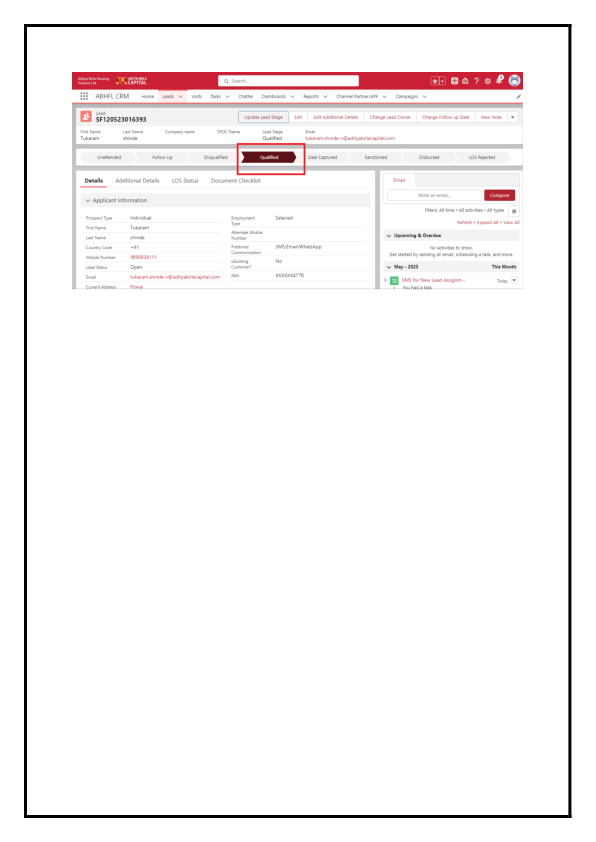 Aditya Birla Housing Finance Ltd. ADITYA BIRLA CAPITAL Search...
ABHFL CRM Home Leads Visits Tasks Chatter Dashboards Reports Channel Partner/APF Campaigns
Lead
SF120523016393
Update Lead Stage Edit Edit Additional Details Change Lead Owner Change Follow up Date New Note
First Name Last Name Company name SPOC Name Lead Stage Email
Tukaram shinde Qualified tukaram.shinde-v@adityabirlacapital.com
Unattended Follow Up Disqualified Qualified Deal Captured Sanctioned Disbursed LOS Rejected
Details Additional Details LOS Status Document Checklist
Applicant Information
Prospect Type Individual Employment Type Salaried
First Name Tukaram Alternate Mobile Number
Last Name shinde
Country Code +91 Preferred Communication SMS;Email;WhatsApp
Mobile Number
Lead Status Open isExisting Customer? No
Email tukaram.shinde-v@adityabirlacapital.com PAN XXXXXX477R
Current Address Powai
Email
Write an email... Compose
Filters: All time • All activities • All types
Refresh • Expand All • View All
Upcoming & Overdue
No activities to show.
Get started by sending an email, scheduling a task, and more.
May • 2023 This Month
SMS for New Lead Assignm... Today
You had a task